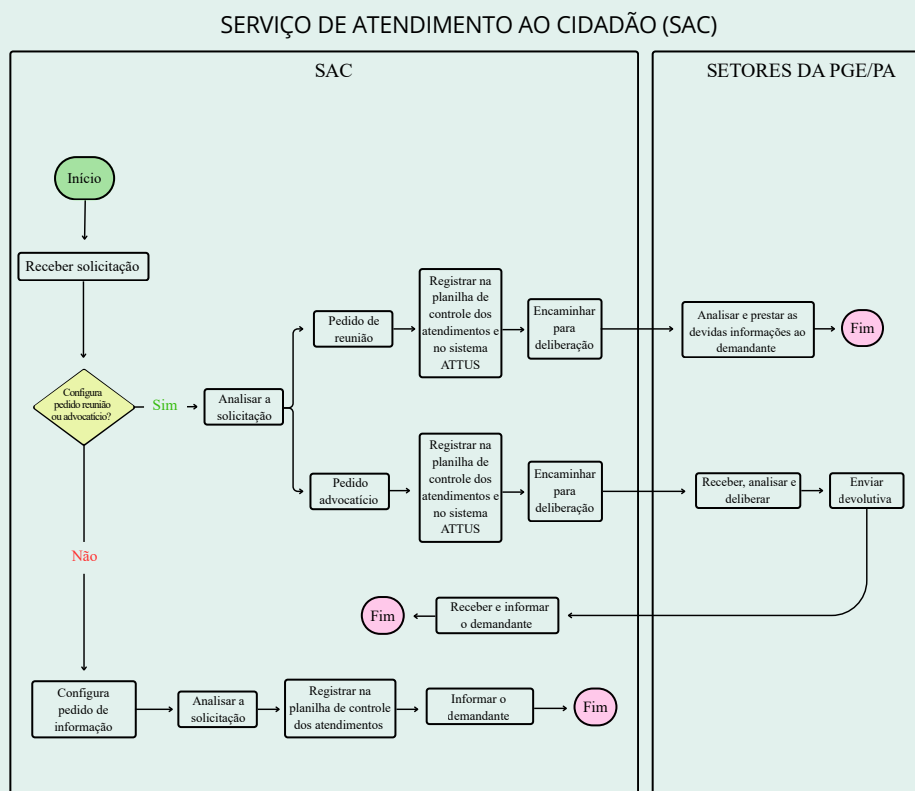 SERVIÇO DE ATENDIMENTO AO CIDADÃO (SAC)
SAC
SETORES DA PGE/PA
Início
Receber solicitação
Configura
pedido reunião
ou advocatício?
Sim
Analisar a
solicitação
Pedido de
reunião
Registrar na
planilha de
controle dos
atendimentos e
no sistema
ATTUS
Encaminhar
para
deliberação
Analisar e prestar as
devidas informações ao
demandante
Fim
Pedido
advocatício
Registrar na
planilha de
controle dos
atendimentos e
no sistema
ATTUS
Encaminhar
para
deliberação
Receber, analisar e
deliberar
Enviar
devolutiva
Não
Fim
Receber e informar
o demandante
Configura
pedido de
informação
Analisar a
solicitação
Registrar na
planilha de controle
dos atendimentos
Informar o
demandante
Fim